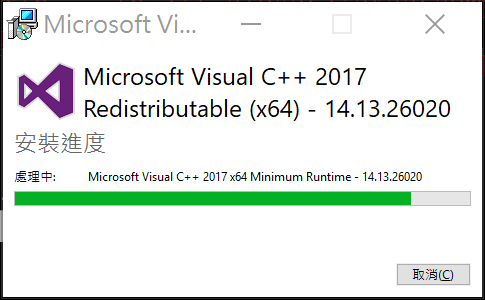 Microsoft Vi...
Microsoft Visual C++ 2017
Redistributable (x64) - 14.13.26020
安裝進度
處理中: Microsoft Visual C++ 2017 x64 Minimum Runtime - 14.13.26020
取消(C)